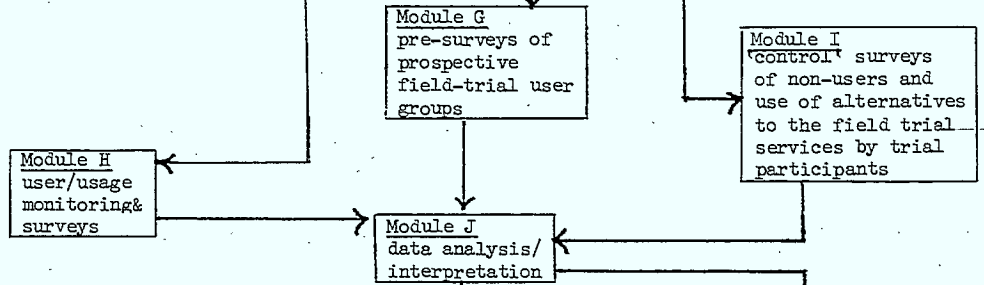 Module G
pre-surveys of
prospective
field-trial user
groups
Module I
'control' surveys
of non-users and
use of alternatives
to the field trial
services by trial
participants
Module H
user/usage
monitoring&
surveys
Module J
data analysis/
interpretation